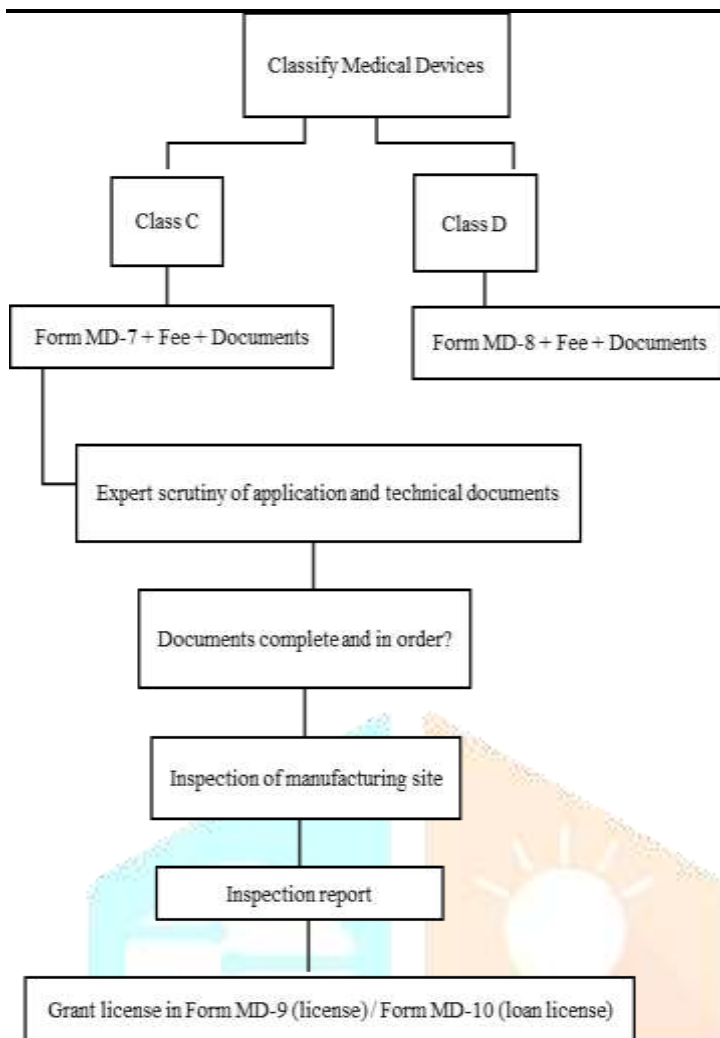 Classify Medical Devices
Class C
Class D
Form MD-7 + Fee + Documents
Form MD-8 + Fee + Documents
Expert scrutiny of application and technical documents
Documents complete and in order?
Inspection of manufacturing site
Inspection report
Grant license in Form MD-9 (license) / Form MD-10 (loan license)